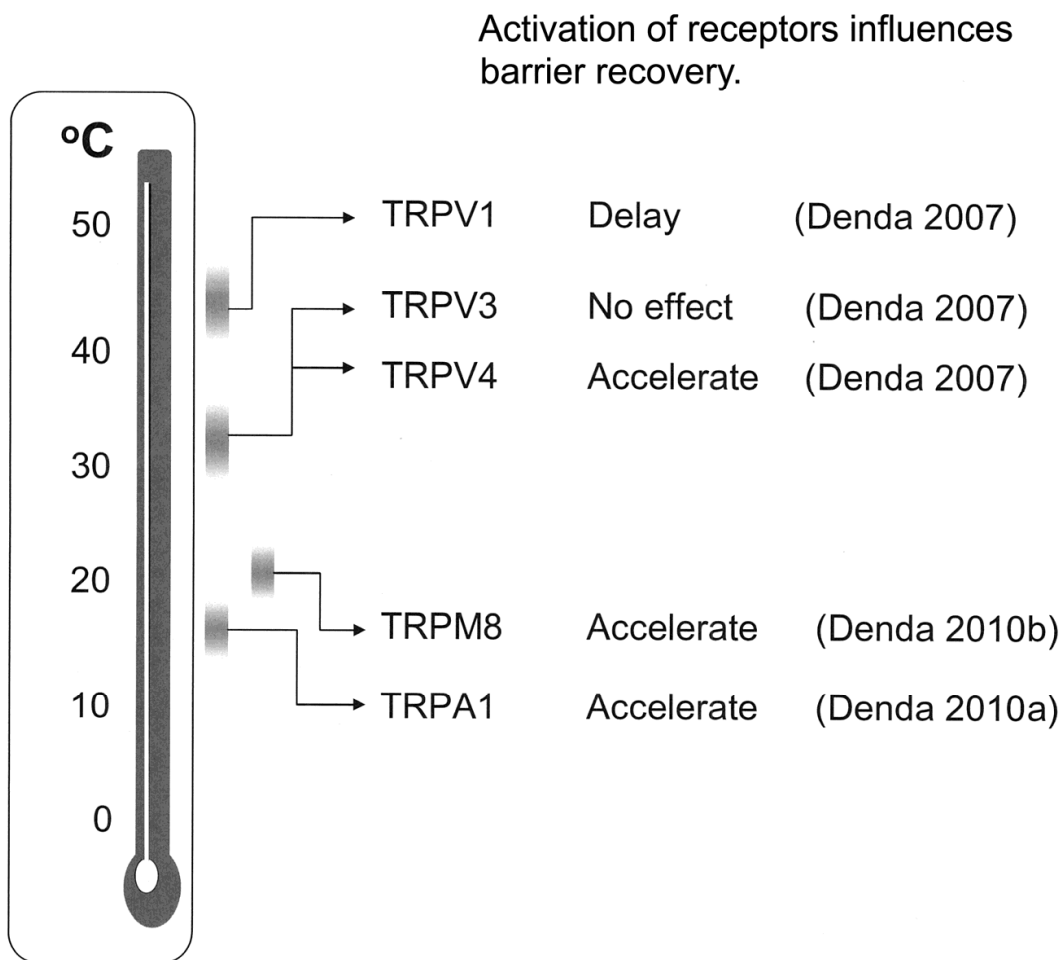 Activation of receptors influences
barrier recovery.
oC
50
TRPV1 Delay (Denda 2007)
TRPV3 No effect (Denda 2007)
40
TRPV4 Accelerate (Denda 2007)
30
20
TRPM8 Accelerate (Denda 2010b)
10
TRPA1 Accelerate (Denda 2010a)
0